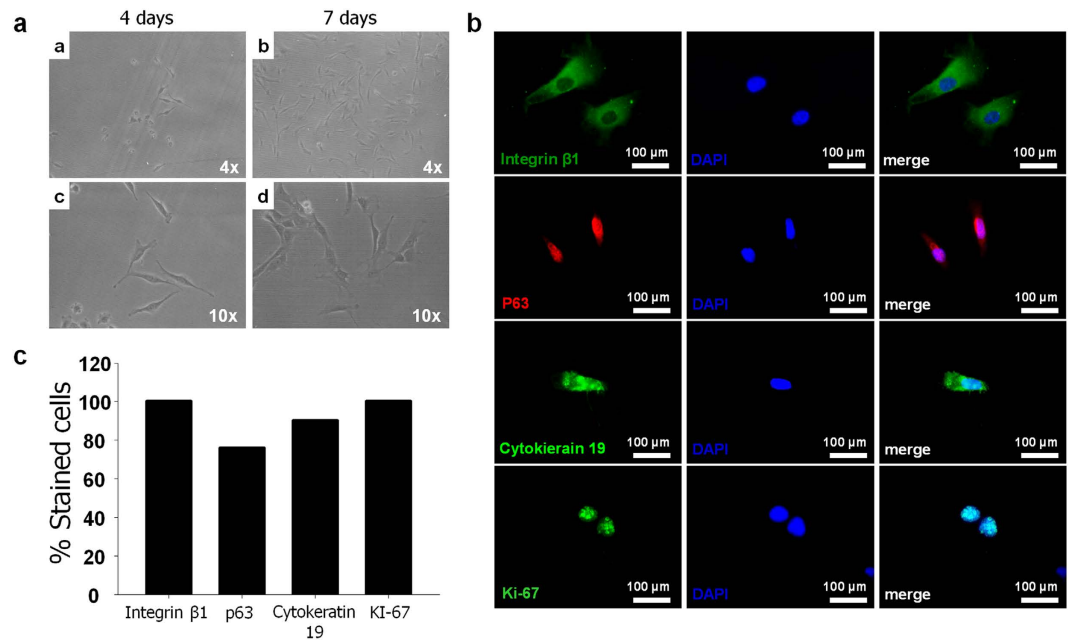 a
4 days
7 days
a
4x
b
4x
c
10x
d
10x
b
Integrin β1
100 µm
DAPI
100 µm
merge
100 µm
P63
100 µm
DAPI
100 µm
merge
100 µm
Cytokierain 19
100 µm
DAPI
100 µm
merge
100 µm
Ki-67
100 µm
DAPI
100 µm
merge
100 µm
c
% Stained cells
120
100
80
60
40
20
0
Integrin β1
p63
Cytokeratin
19
KI-67